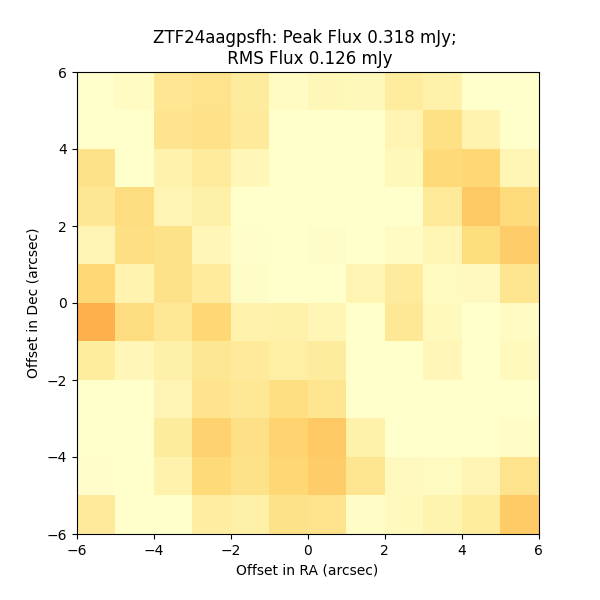 ZTF24aagpsfh: Peak Flux 0.318 mJy;
RMS Flux 0.126 mJy
6
4
2
0
−2
−4
−6
Offset in Dec (arcsec)
−6 −4 −2 0 2 4 6
Offset in RA (arcsec)